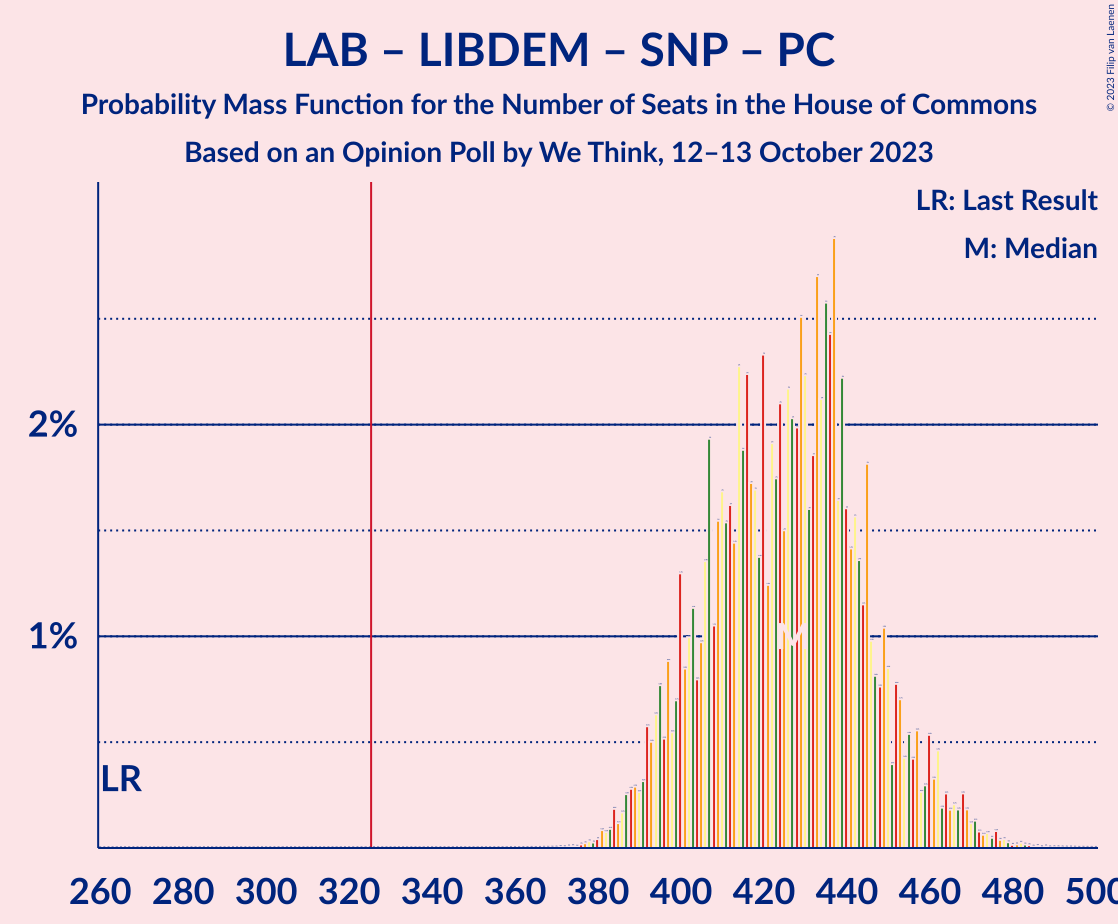 LAB – LIBDEM – SNP – PC
Probability Mass Function for the Number of Seats in the House of Commons
Based on an Opinion Poll by We Think, 12–13 October 2023
© 2023 Filip van Laenen
LR: Last Result
M: Median
2%
1%
M
LR
260 280 300 320 340 360 380 400 420 440 460 480 500